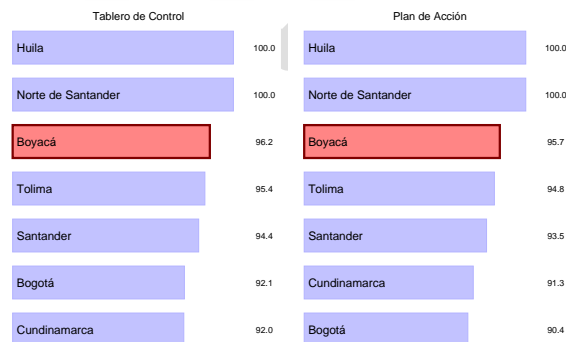 Tablero de Control
Huila 100.0
Norte de Santander 100.0
Boyacá 96.2
Tolima 95.4
Santander 94.4
Bogotá 92.1
Cundinamarca 92.0
Plan de Acción
Huila 100.0
Norte de Santander 100.0
Boyacá 95.7
Tolima 94.8
Santander 93.5
Cundinamarca 91.3
Bogotá 90.4